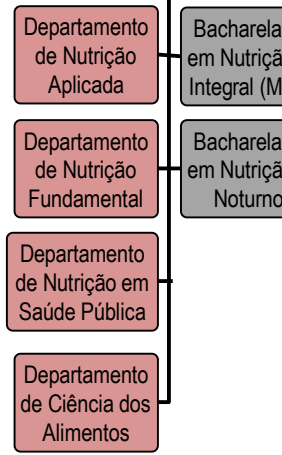 Departamento
de Nutrição
Aplicada
Bacharela
em Nutriçã
Integral (M
Departamento
de Nutrição
Fundamental
Bacharela
em Nutriçã
Noturno
Departamento
de Nutrição em
Saúde Pública
Departamento
de Ciência dos
Alimentos